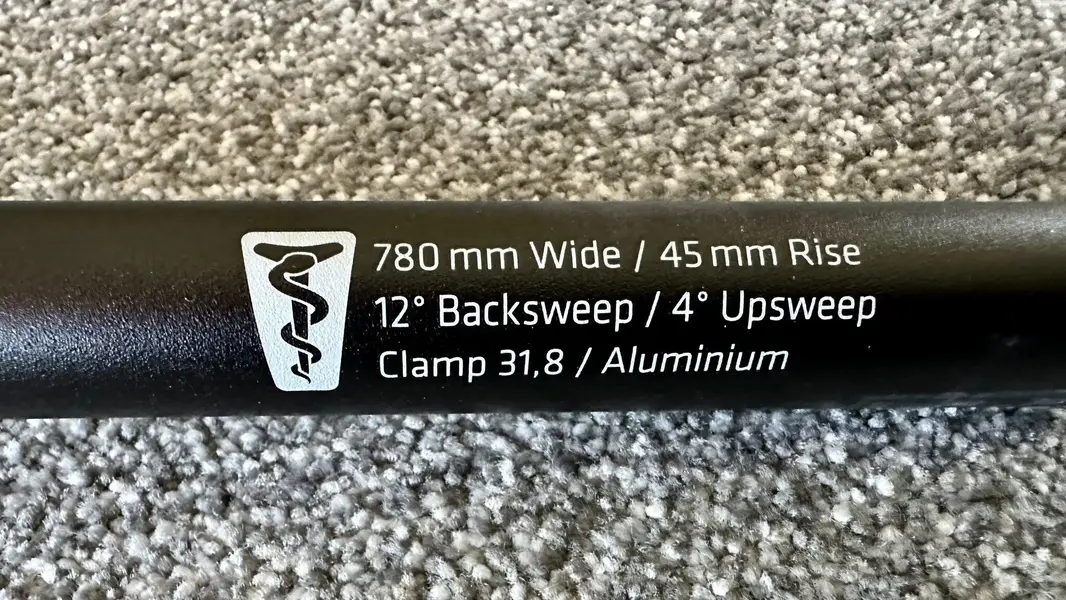 780 mm Wide / 45 mm Rise
12° Backsweep / 4° Upsweep
Clamp 31,8 / Aluminium